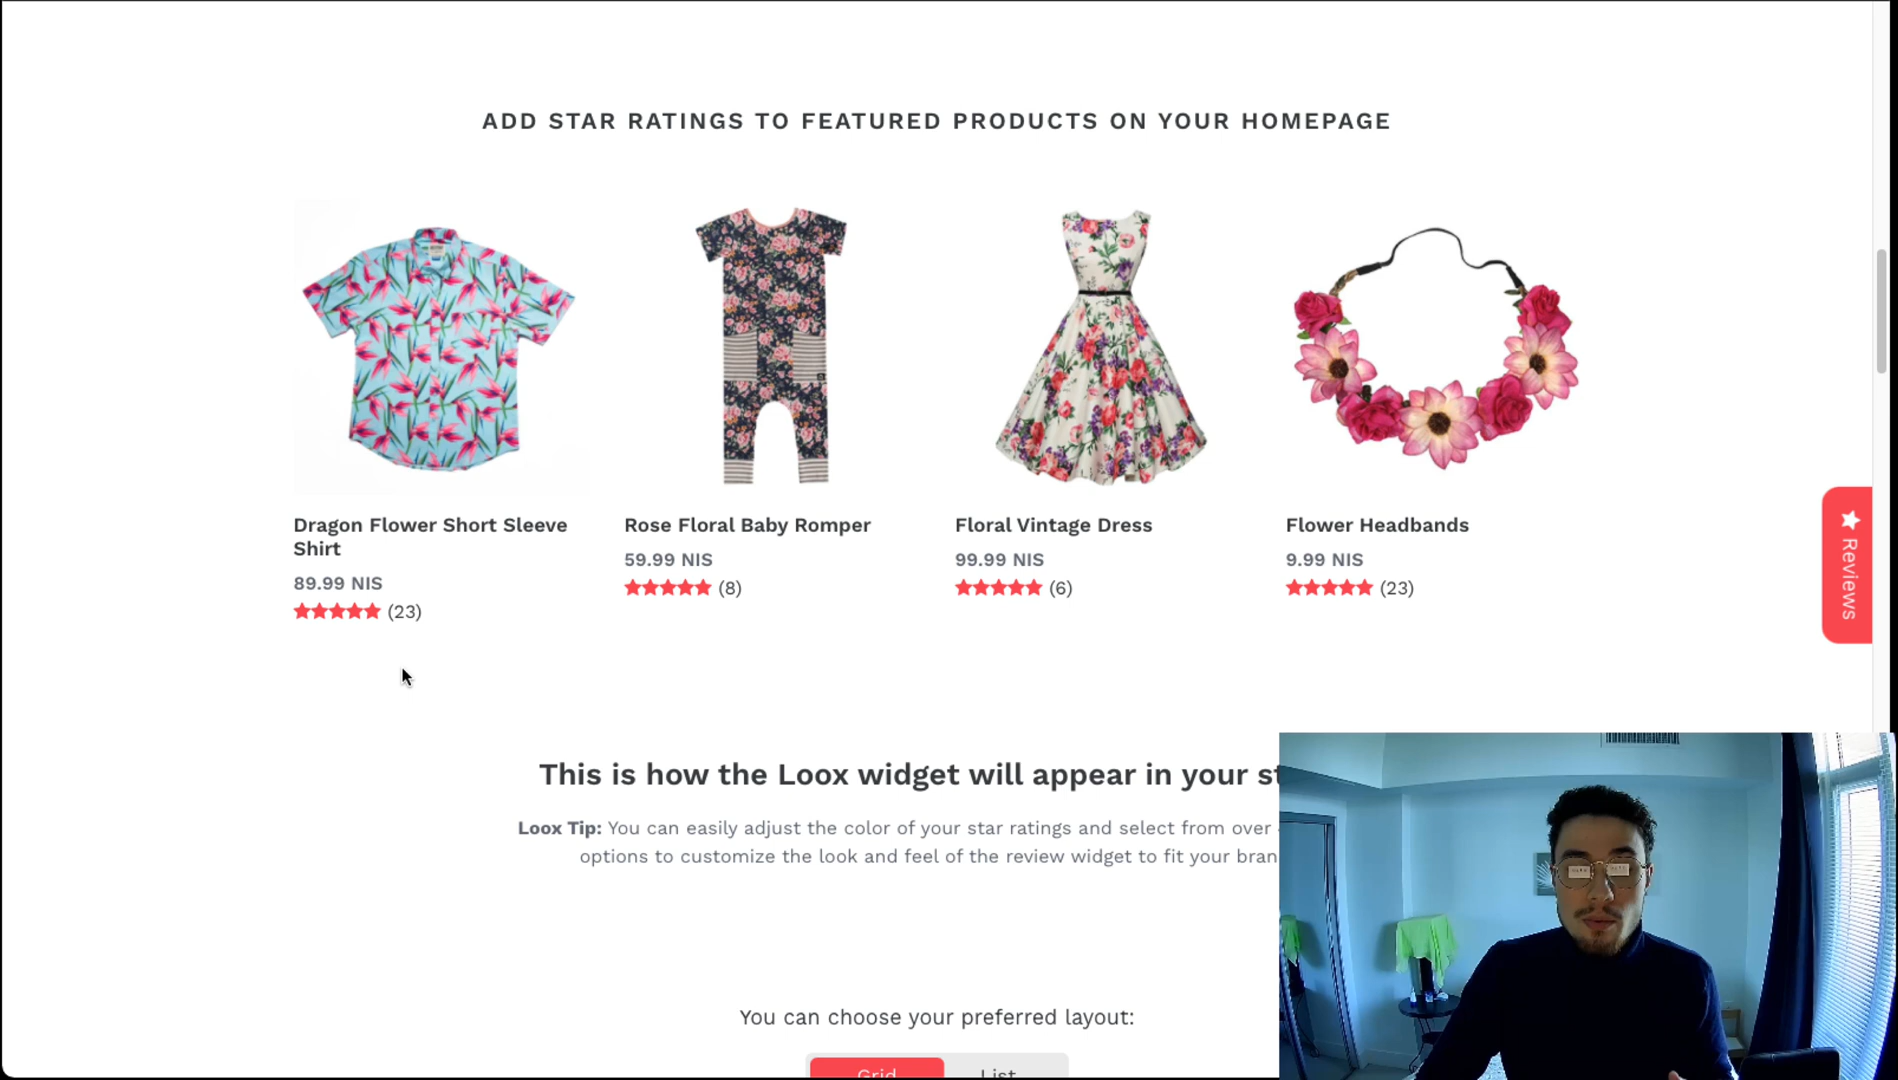 ADD STAR RATINGS TO FEATURED PRODUCTS ON YOUR HOMEPAGE
Dragon Flower Short Sleeve
Shirt
89.99 NIS
(23)
Rose Floral Baby Romper
59.99 NIS
(8)
Floral Vintage Dress
99.99 NIS
(6)
Flower Headbands
9.99 NIS
(23)
Reviews
This is how the Loox widget will appear in your
Loox Tip: You can easily adjust the color of your star ratings and select from over
options to customize the look and feel of the review widget to fit your
You can choose your preferred layout:
Grid
List